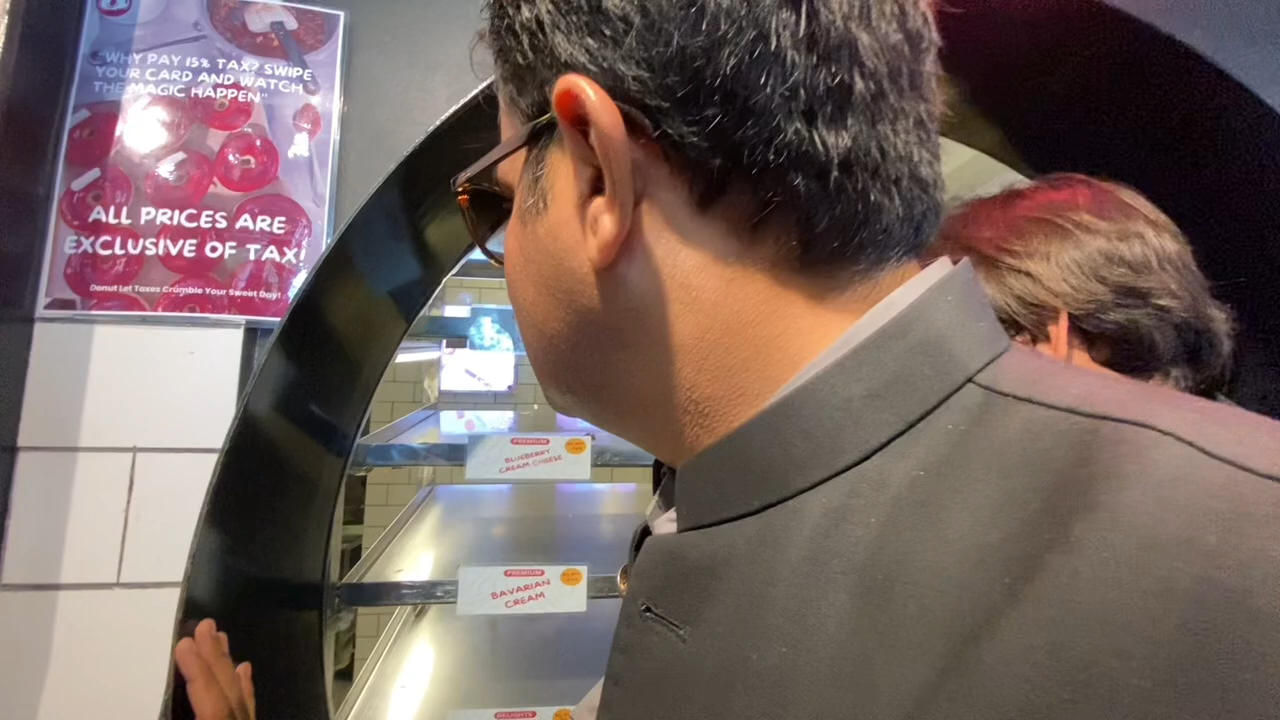 "WHY PAY 15% TAX? SWIPE
YOUR CARD AND WATCH
THE MAGIC HAPPEN"
ALL PRICES ARE
EXCLUSIVE OF TAX!
Donut Let Taxes Crumble Your Sweet Day!
PREMIUM
BLUEBERRY
CREAM CHEESE
PREMIUM
BAVARIAN
CREAM
DELIGHTS